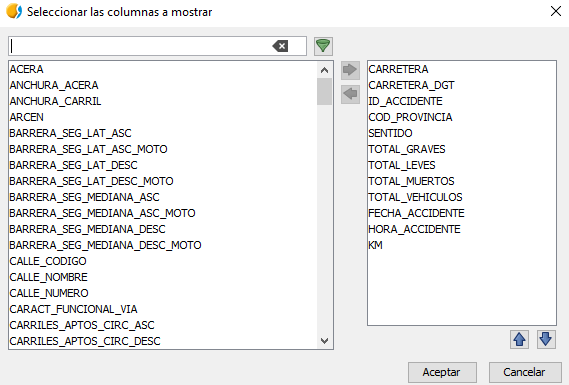 Seleccionar las columnas a mostrar
ACERA
ANCHURA_ACERA
ANCHURA_CARRIL
ARCEN
BARRERA_SEG_LAT_ASC
BARRERA_SEG_LAT_ASC_MOTO
BARRERA_SEG_LAT_DESC
BARRERA_SEG_LAT_DESC_MOTO
BARRERA_SEG_MEDIANA_ASC
BARRERA_SEG_MEDIANA_ASC_MOTO
BARRERA_SEG_MEDIANA_DESC
BARRERA_SEG_MEDIANA_DESC_MOTO
CALLE_CODIGO
CALLE_NOMBRE
CALLE_NUMERO
CARACT_FUNCIONAL_VIA
CARRILES_APTOS_CIRC_ASC
CARRILES_APTOS_CIRC_DESC
CARRETERA
CARRETERA_DGT
ID_ACCIDENTE
COD_PROVINCIA
SENTIDO
TOTAL_GRAVES
TOTAL_LEVES
TOTAL_MUERTOS
TOTAL_VEHICULOS
FECHA_ACCIDENTE
HORA_ACCIDENTE
KM
Aceptar
Cancelar